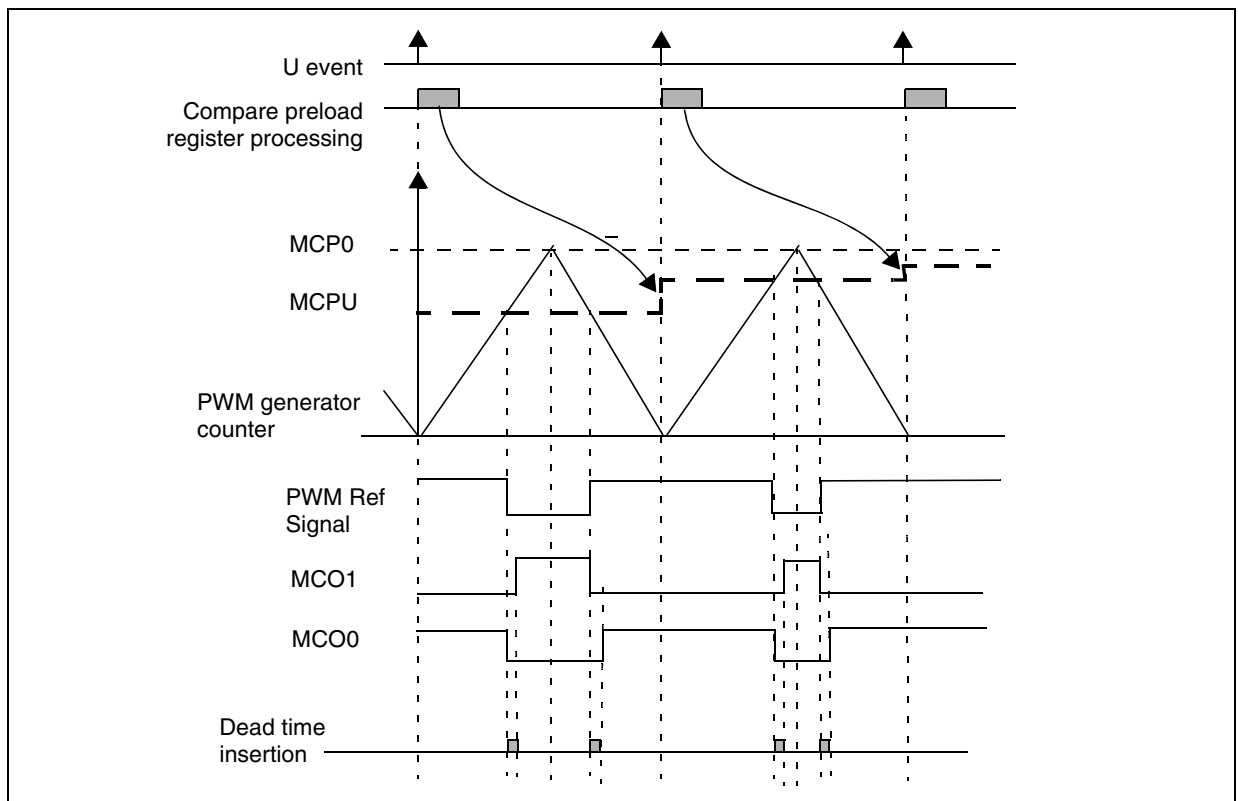 U event
Compare preload
register processing
MCP0
MCPU
PWM generator
counter
PWM Ref
Signal
MCO1
MCO0
Dead time
insertion